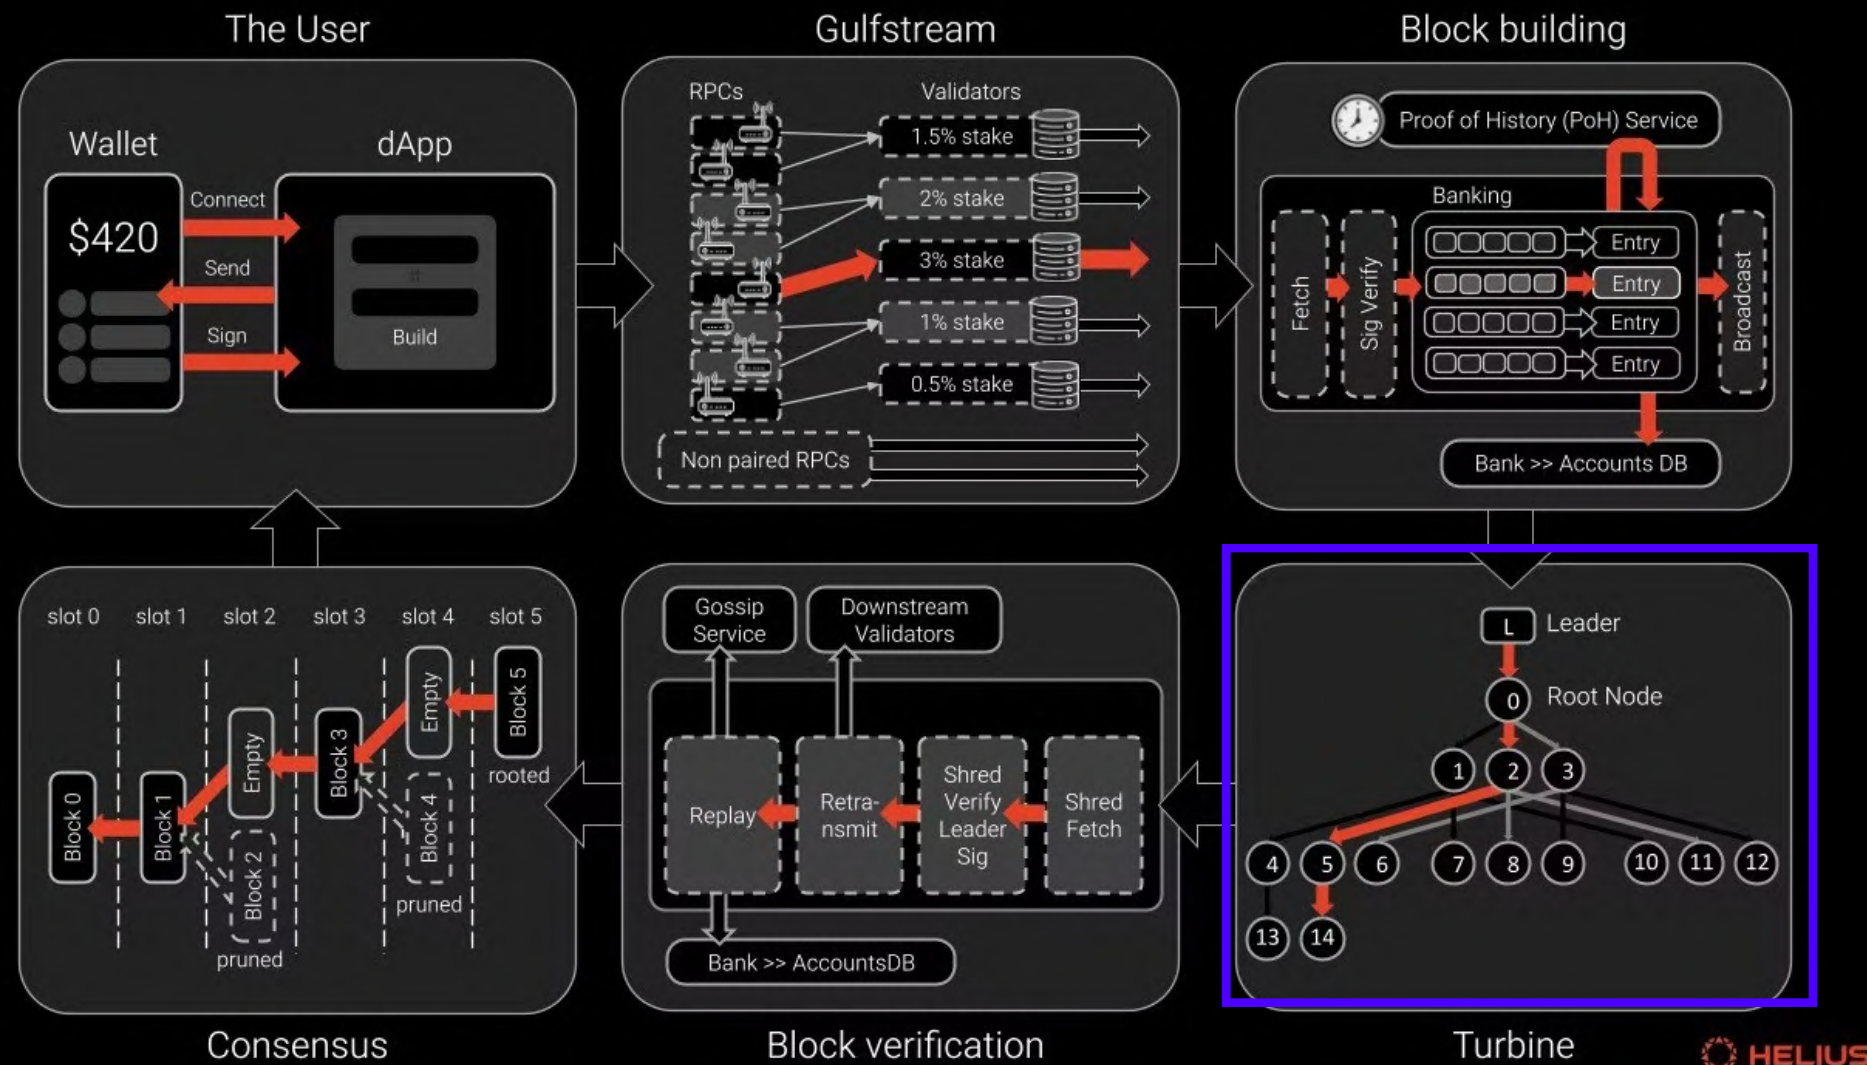 The User
Gulfstream
Block building
Wallet
dApp
$420
Connect
Send
Sign
Build
RPCs
Validators
1.5% stake
2% stake
3% stake
1% stake
0.5% stake
Non paired RPCs
Proof of History (PoH) Service
Banking
Fetch
Sig Verify
Entry
Entry
Entry
Entry
Broadcast
Bank >> Accounts DB
slot 0
slot 1
slot 2
slot 3
slot 4
slot 5
Block 0
Block 1
Empty
Block 2
pruned
Block 3
Empty
Block 4
pruned
Block 5
rooted
Gossip
Service
Downstream
Validators
Replay
Retra-
nsmit
Shred
Verify
Leader
Sig
Shred
Fetch
Bank >> AccountsDB
L
Leader
0
Root Node
1
2
3
4
5
6
7
8
9
10
11
12
13
14
Consensus
Block verification
Turbine
HELIUS